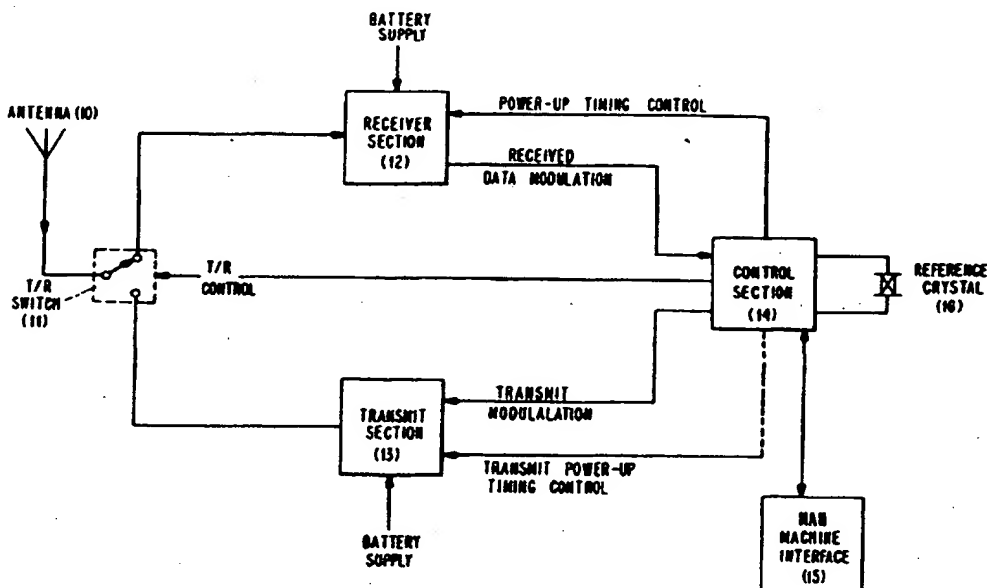 BATTERY
SUPPLY
ANTENNA (10)
RECEIVER
SECTION
(12)
POWER-UP TIMING CONTROL
RECEIVED
DATA MODULATION
T/R
SWITCH
(11)
T/R
CONTROL
CONTROL
SECTION
(14)
REFERENCE
CRYSTAL
(16)
TRANSMIT
SECTION
(13)
TRANSMIT
MODULALATION
TRANSMIT POWER-UP
TIMING CONTROL
BATTERY
SUPPLY
MAN
MACHINE
INTERFACE
(15)